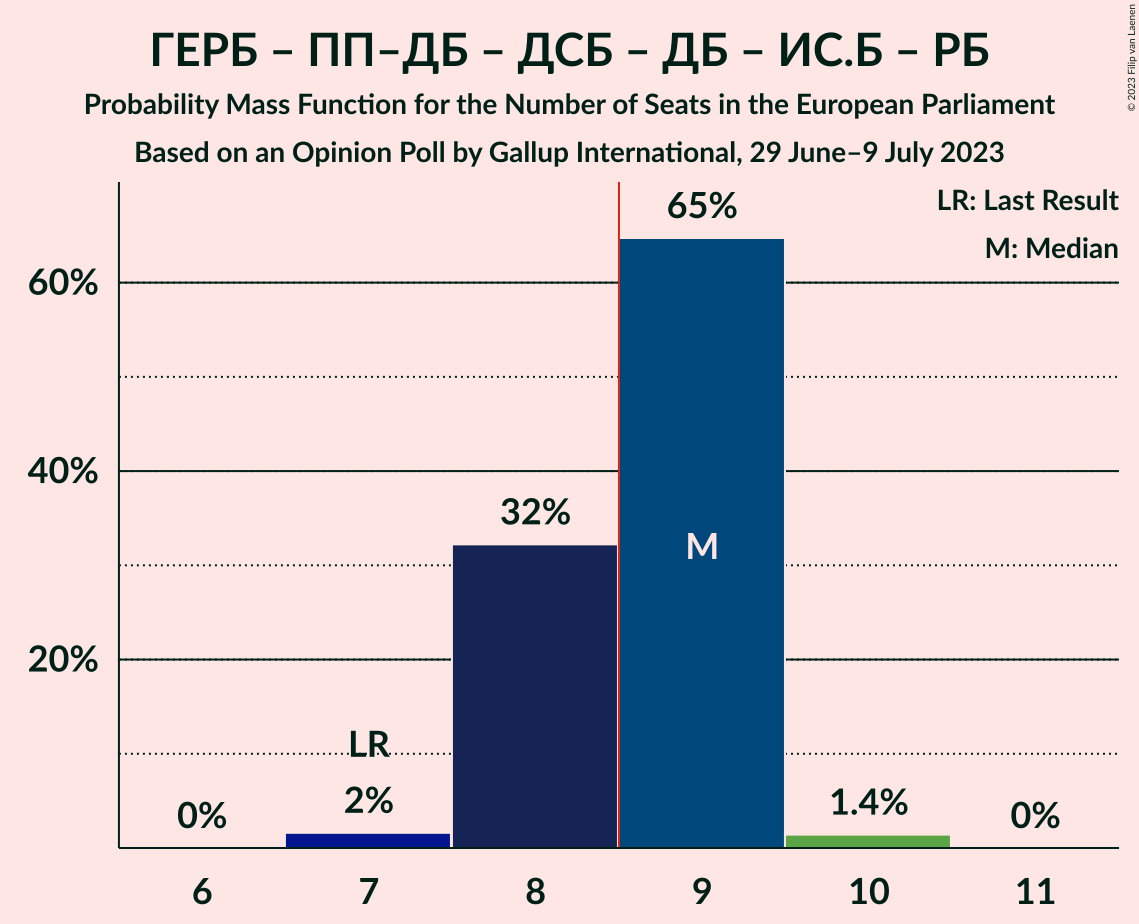 ГЕРБ – ПП–ДБ – ДСБ – ДБ – ИС.Б – РБ
Probability Mass Function for the Number of Seats in the European Parliament
Based on an Opinion Poll by Gallup International, 29 June–9 July 2023
© 2023 Filip van Laenen
LR: Last Result
M: Median
65%
60%
40%
32%
M
20%
LR
0%
2%
1.4%
0%
6 7 8 9 10 11